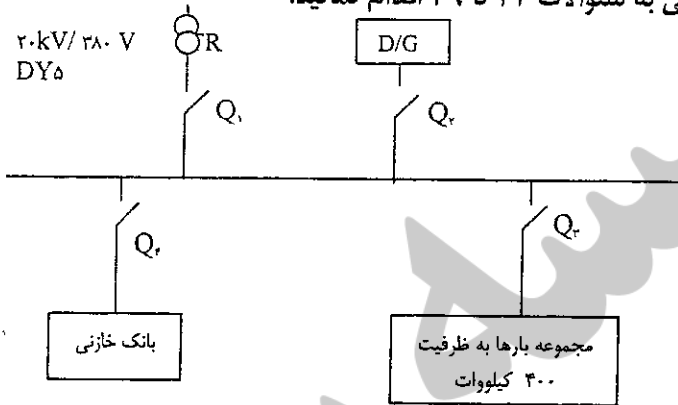 ۲۰kV/ ۳۸۰ V
DY۵
R
D/G
Q۱
Q۲
Q۴
Q۳
بانک خازنی
مجموعه بارها به ظرفیت
۴۰۰ کیلووات